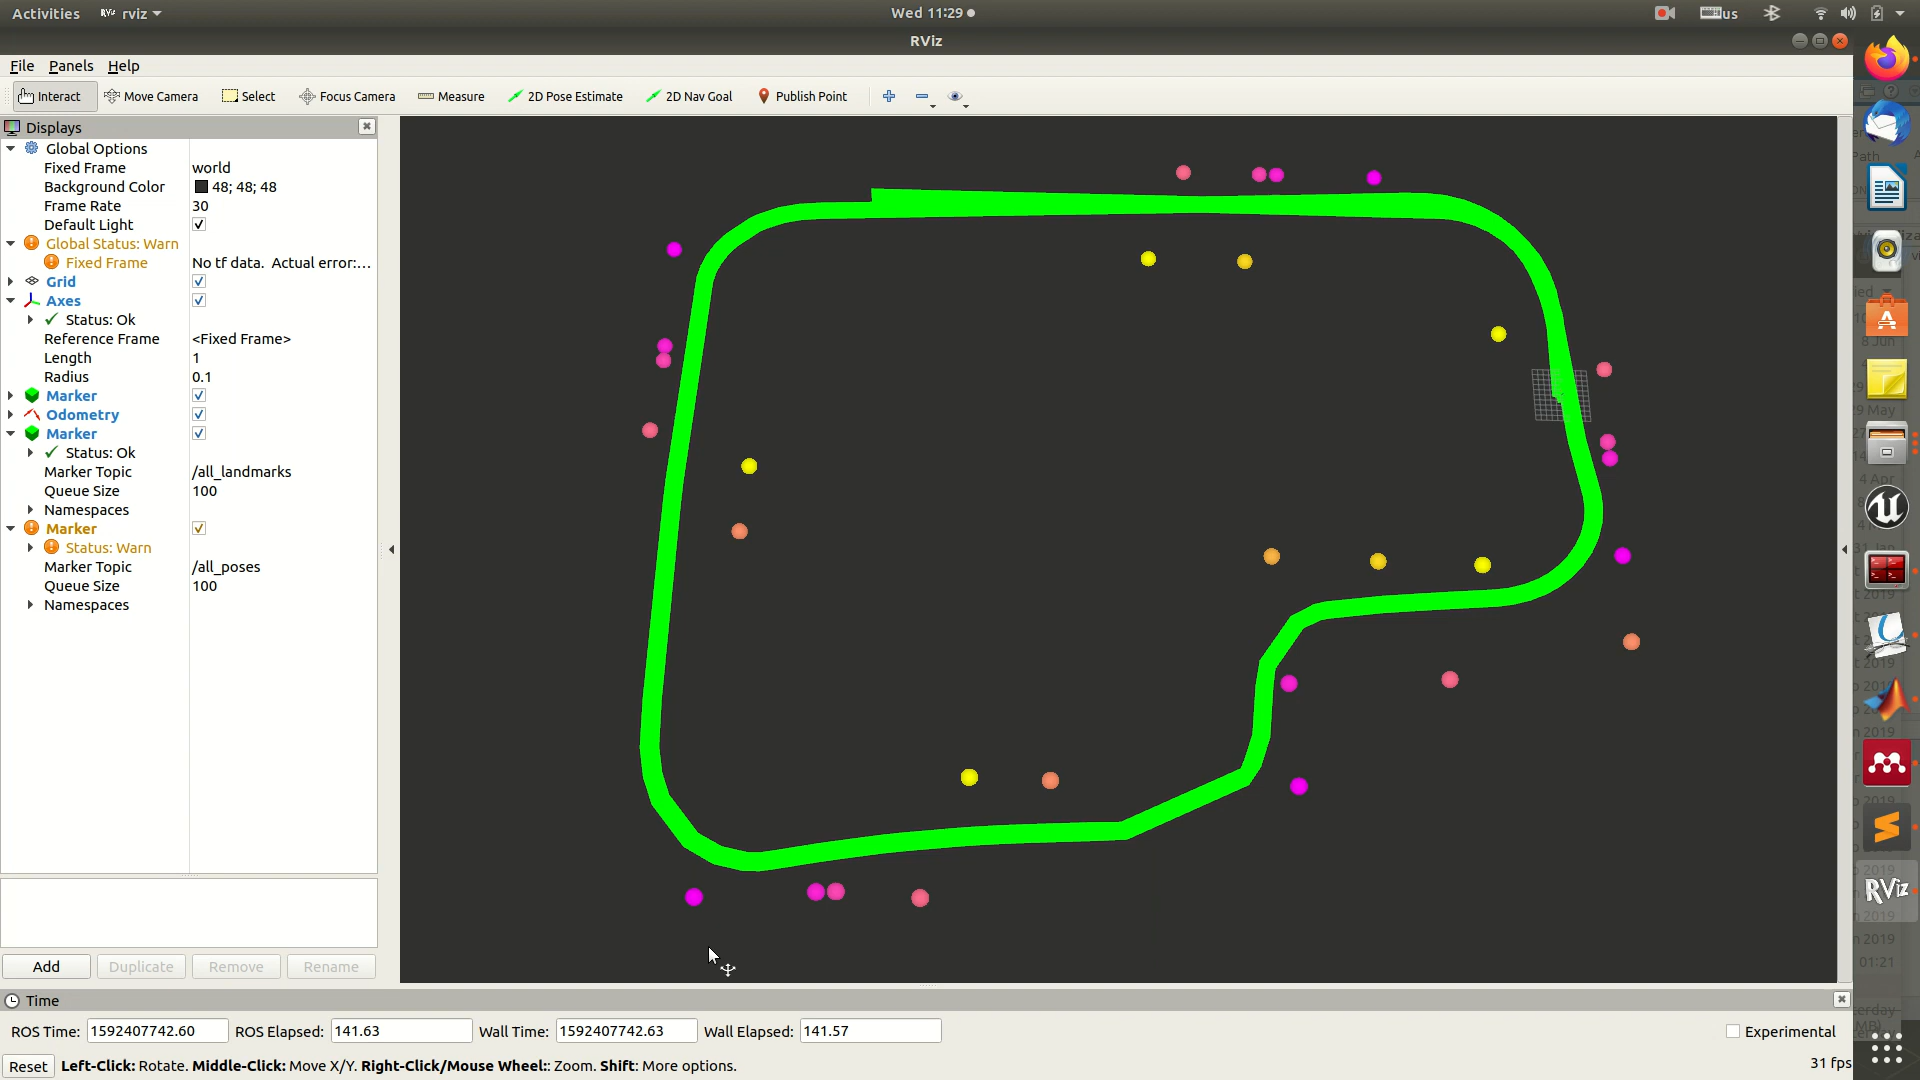 Activities RViz rviz Wed 11:29 us
RViz
File Panels Help
Interact Move Camera Select Focus Camera Measure 2D Pose Estimate 2D Nav Goal Publish Point
Displays
Global Options
Fixed Frame world
Background Color 48; 48; 48
Frame Rate 30
Default Light
Global Status: Warn
Fixed Frame No tf data. Actual error:...
Grid
Axes
Status: Ok
Reference Frame <Fixed Frame>
Length 1
Radius 0.1
Marker
Odometry
Marker
Status: Ok
Marker Topic /all_landmarks
Queue Size 100
Namespaces
Marker
Status: Warn
Marker Topic /all_poses
Queue Size 100
Namespaces
Add Duplicate Remove Rename
Time
ROS Time: 1592407742.60 ROS Elapsed: 141.63 Wall Time: 1592407742.63 Wall Elapsed: 141.57 Experimental
Reset Left-Click: Rotate. Middle-Click: Move X/Y. Right-Click/Mouse Wheel:: Zoom. Shift: More options. 31 fps
RViz